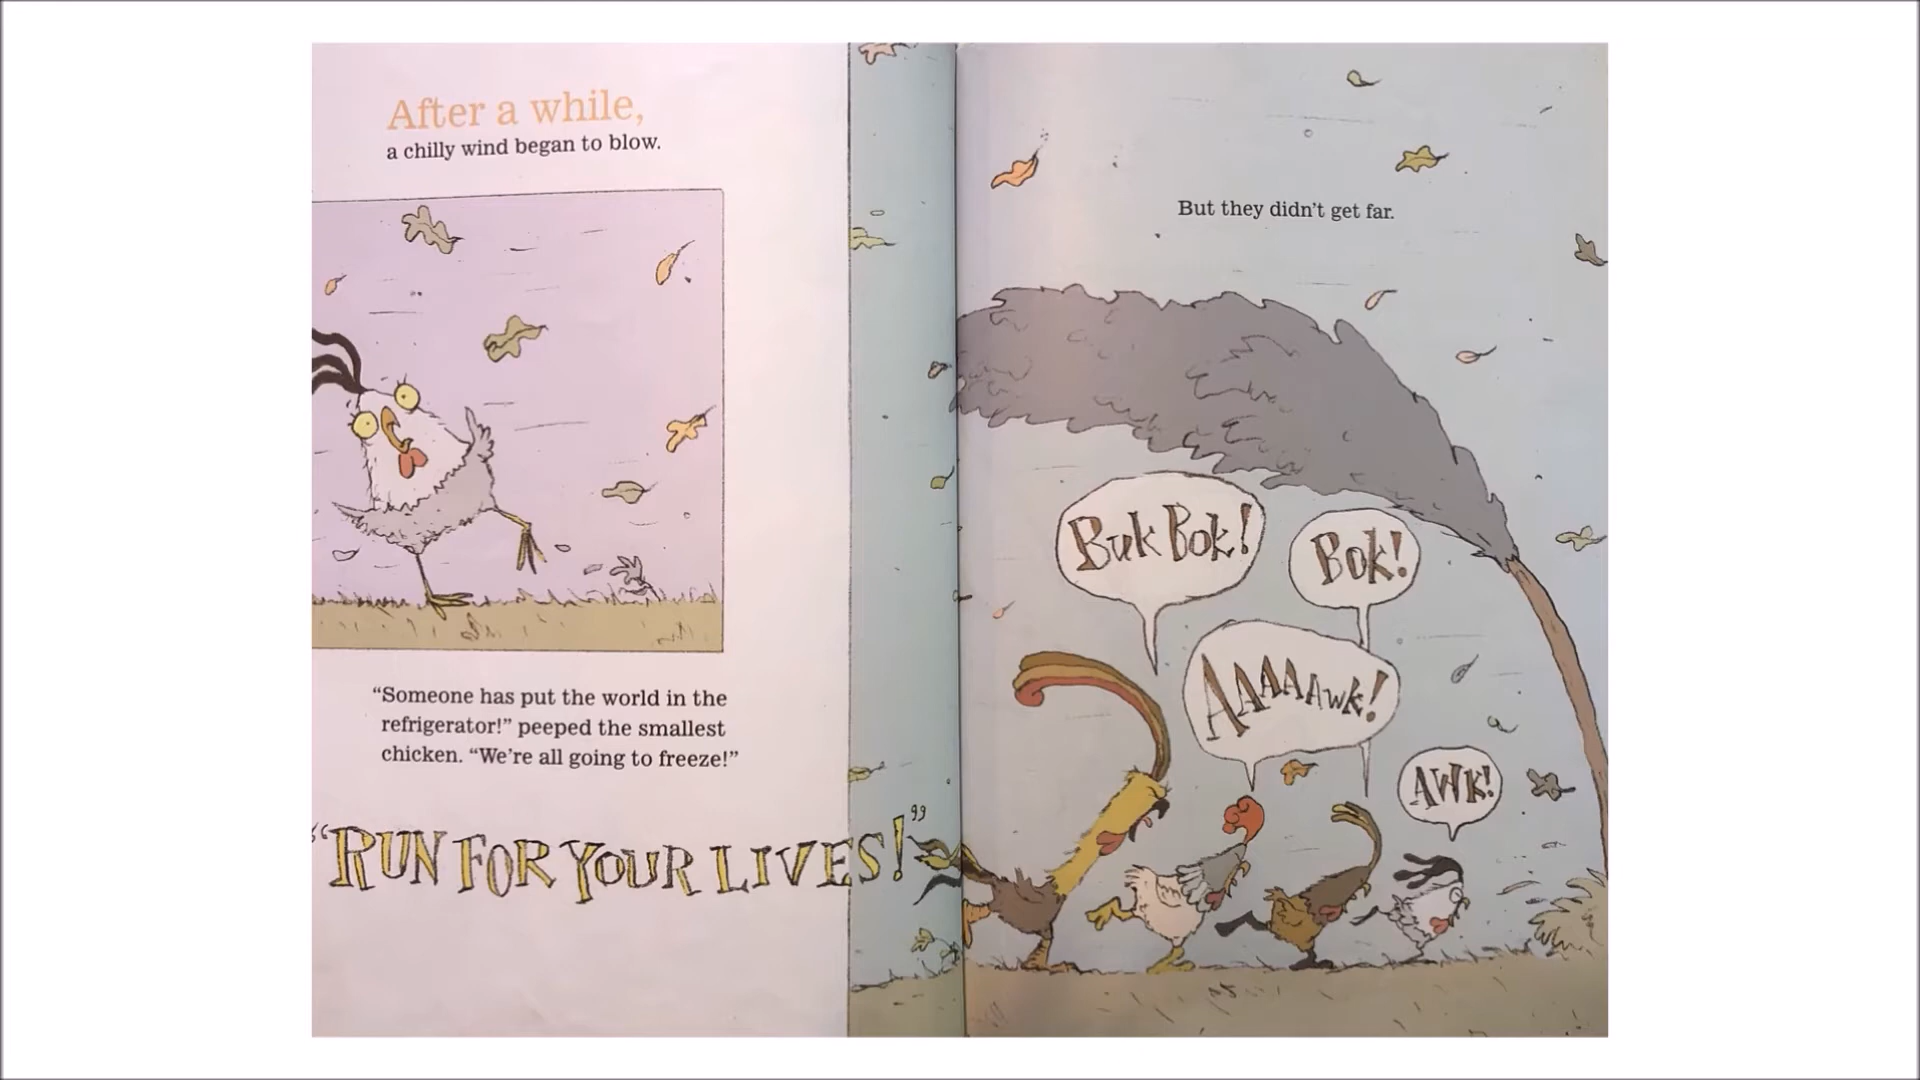 After a while,
a chilly wind began to blow.
“Someone has put the world in the
refrigerator!” peeped the smallest
chicken. “We’re all going to freeze!”
“RUN FOR YOUR LIVES!”
But they didn’t get far.
Buk Bok!
Bok!
AAAAAwk!
AWK!